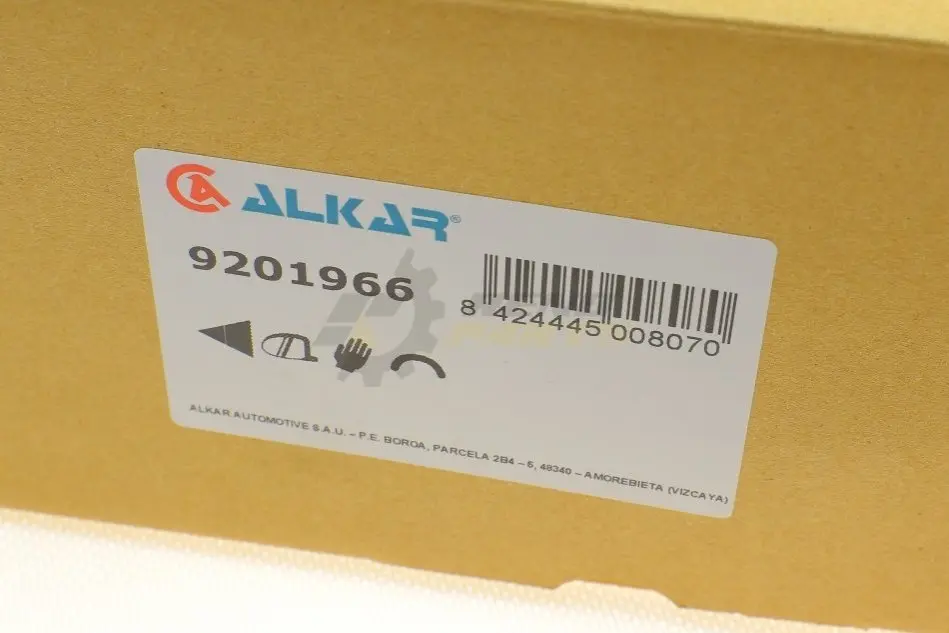 ALKAR®
9201966
8 424445 008070
ALKAR AUTOMOTIVE S.A.U. – P.E. BOROA, PARCELA 2B4 – 5, 48340 – AMOREBIETA (VIZCAYA)